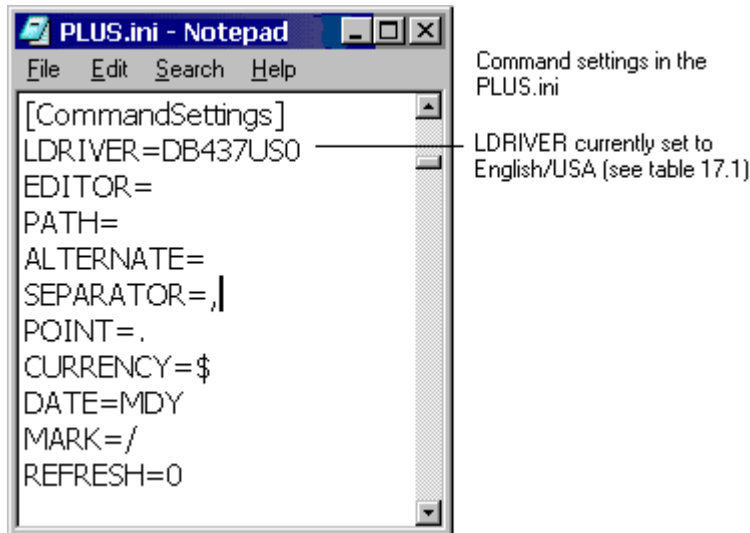 PLUS.ini - Notepad
File Edit Search Help
[CommandSettings]
LDRIVER=DB437US0
EDITOR=
PATH=
ALTERNATE=
SEPARATOR=,
POINT=.
CURRENCY=$
DATE=MDY
MARK=/
REFRESH=0
Command settings in the
PLUS.ini
LDRIVER currently set to
English/USA (see table 17.1)